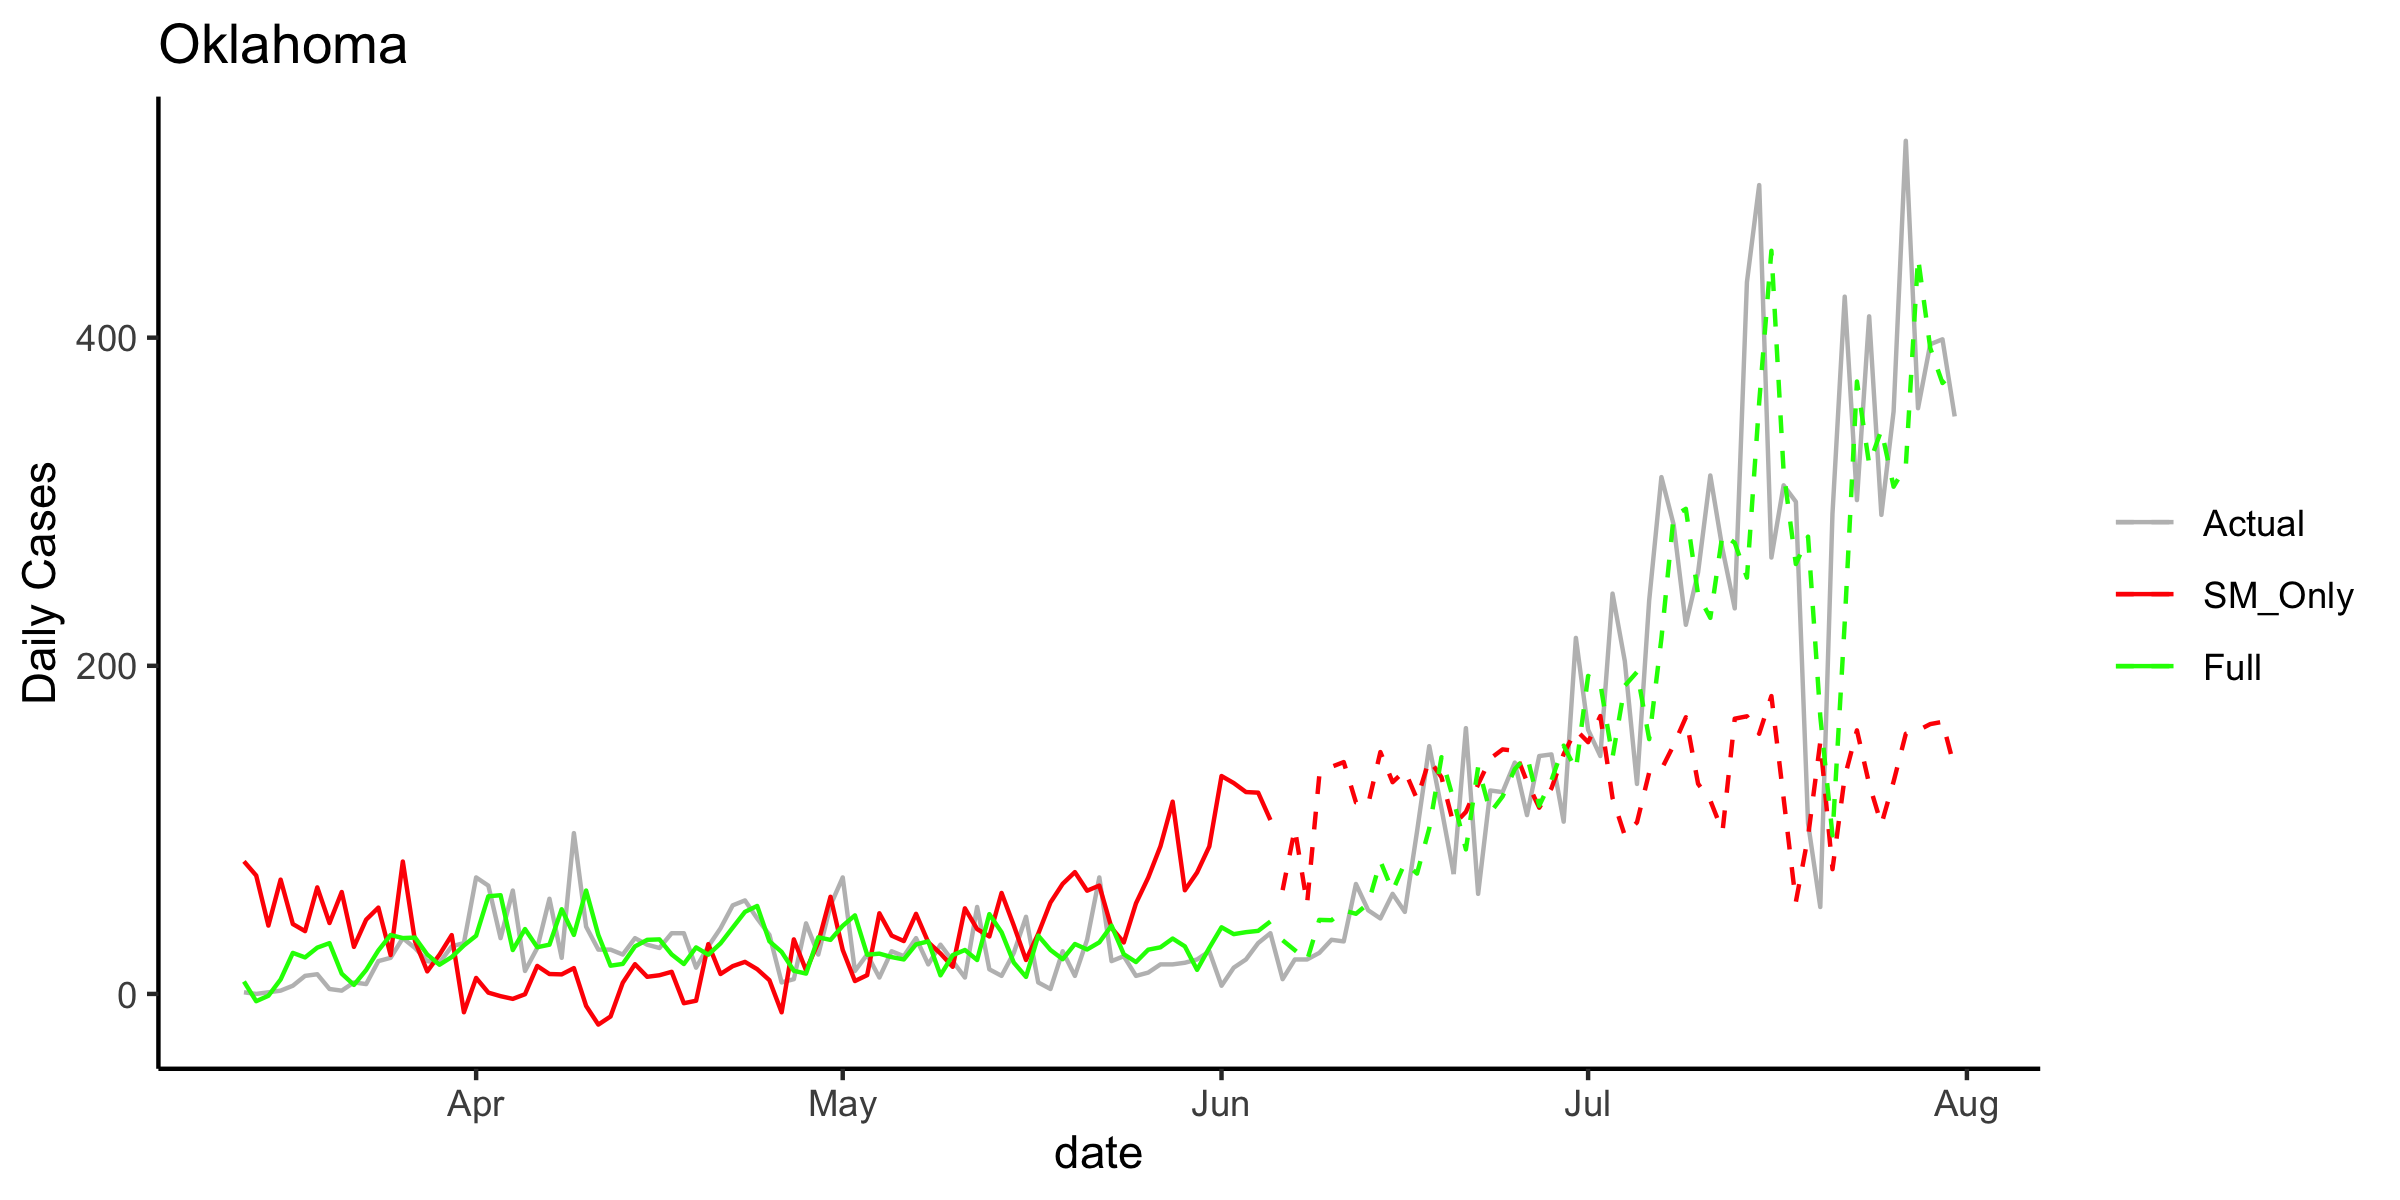 Oklahoma
Daily Cases
400
200
0
Apr
May
Jun
Jul
Aug
date
Actual
SM_Only
Full